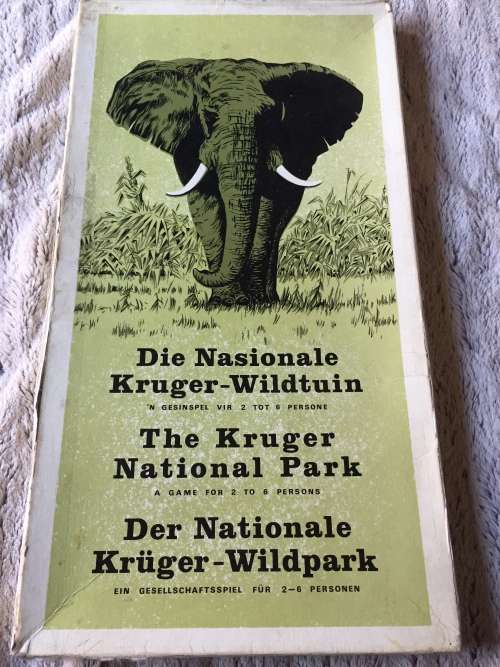 Die Nasionale
Kruger-Wildtuin
'N GESINSPEL VIR 2 TOT 6 PERSONE
The Kruger
National Park
A GAME FOR 2 TO 6 PERSONS
Der Nationale
Krüger-Wildpark
EIN GESELLSCHAFTSSPIEL FÜR 2—6 PERSONEN